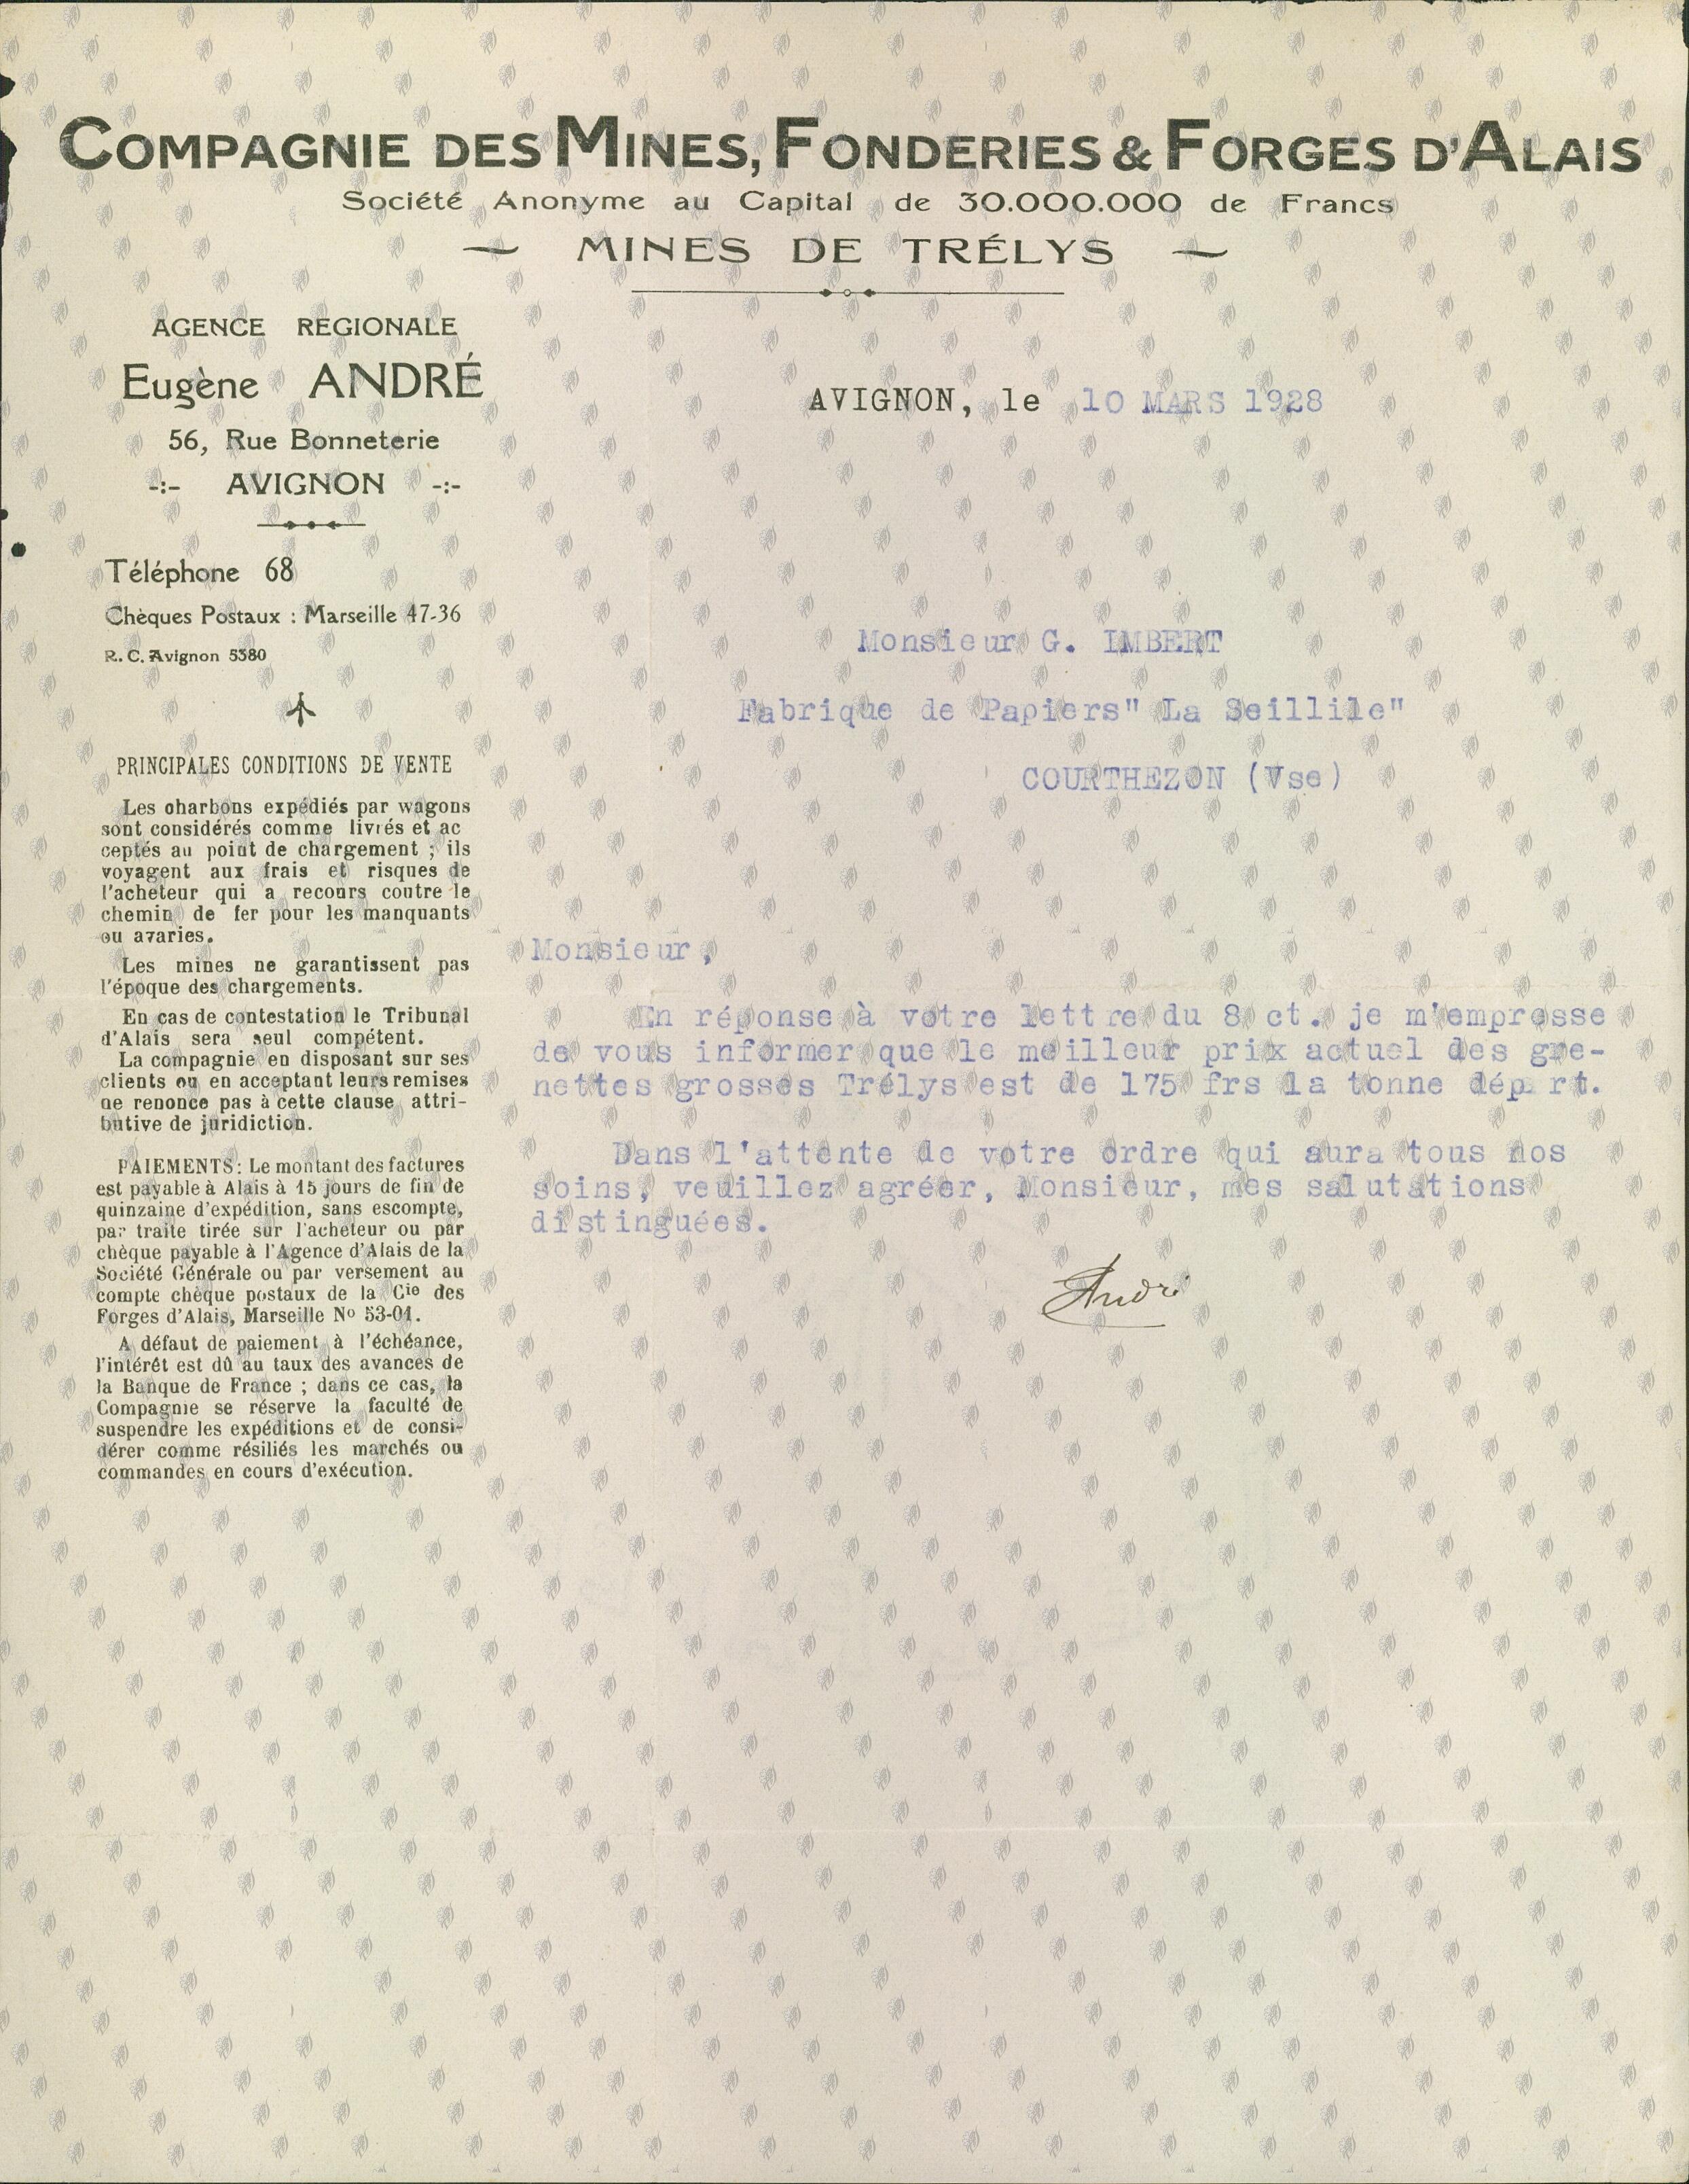 COMPAGNIE DES MINES, FONDERIES & FORGES D'ALAIS
Société Anonyme au Capital de 30.000.000 de Francs
MINES DE TRÉLYS
AGENCE REGIONALE
Eugène ANDRÉ
56, Rue Bonneterie
-:- AVIGNON -:-
Téléphone 68
Chèques Postaux : Marseille 47-36
R. C. Avignon 5380
PRINCIPALES CONDITIONS DE VENTE
Les charbons expédiés par wagons
sont considérés comme livrés et ac
ceptés au point de chargement ; ils
voyagent aux frais et risques de
l'acheteur qui a recours contre le
chemin de fer pour les manquants
ou avaries.
Les mines ne garantissent pas
l'époque des chargements.
En cas de contestation le Tribunal
d'Alais sera seul compétent.
La compagnie en disposant sur ses
clients ou en acceptant leurs remises
ne renonce pas à cette clause attri-
butive de juridiction.
PAIEMENTS : Le montant des factures
est payable à Alais à 15 jours de fin de
quinzaine d'expédition, sans escompte,
par traite tirée sur l'acheteur ou par
chèque payable à l'Agence d'Alais de la
Société Générale ou par versement au
compte chèque postaux de la Cie des
Forges d'Alais, Marseille No 53-01.
A défaut de paiement à l'échéance,
l'intérêt est dû au taux des avances de
la Banque de France ; dans ce cas, la
Compagnie se réserve la faculté de
suspendre les expéditions et de consi-
dérer comme résiliés les marchés ou
commandes en cours d'exécution.
AVIGNON, le 10 MARS 1928
Monsieur G. IMBERT
Fabrique de Papiers" La Seillile"
COURTHEZON (Vse)
Monsieur,
En réponse à votre lettre du 8 ct. je m'empresse
de vous informer que le meilleur prix actuel des gre-
nettes grosses Trélys est de 175 frs la tonne départ.
Dans l'attente de votre ordre qui aura tous nos
soins, veuillez agréer, Monsieur, mes salutations
distinguées.
André